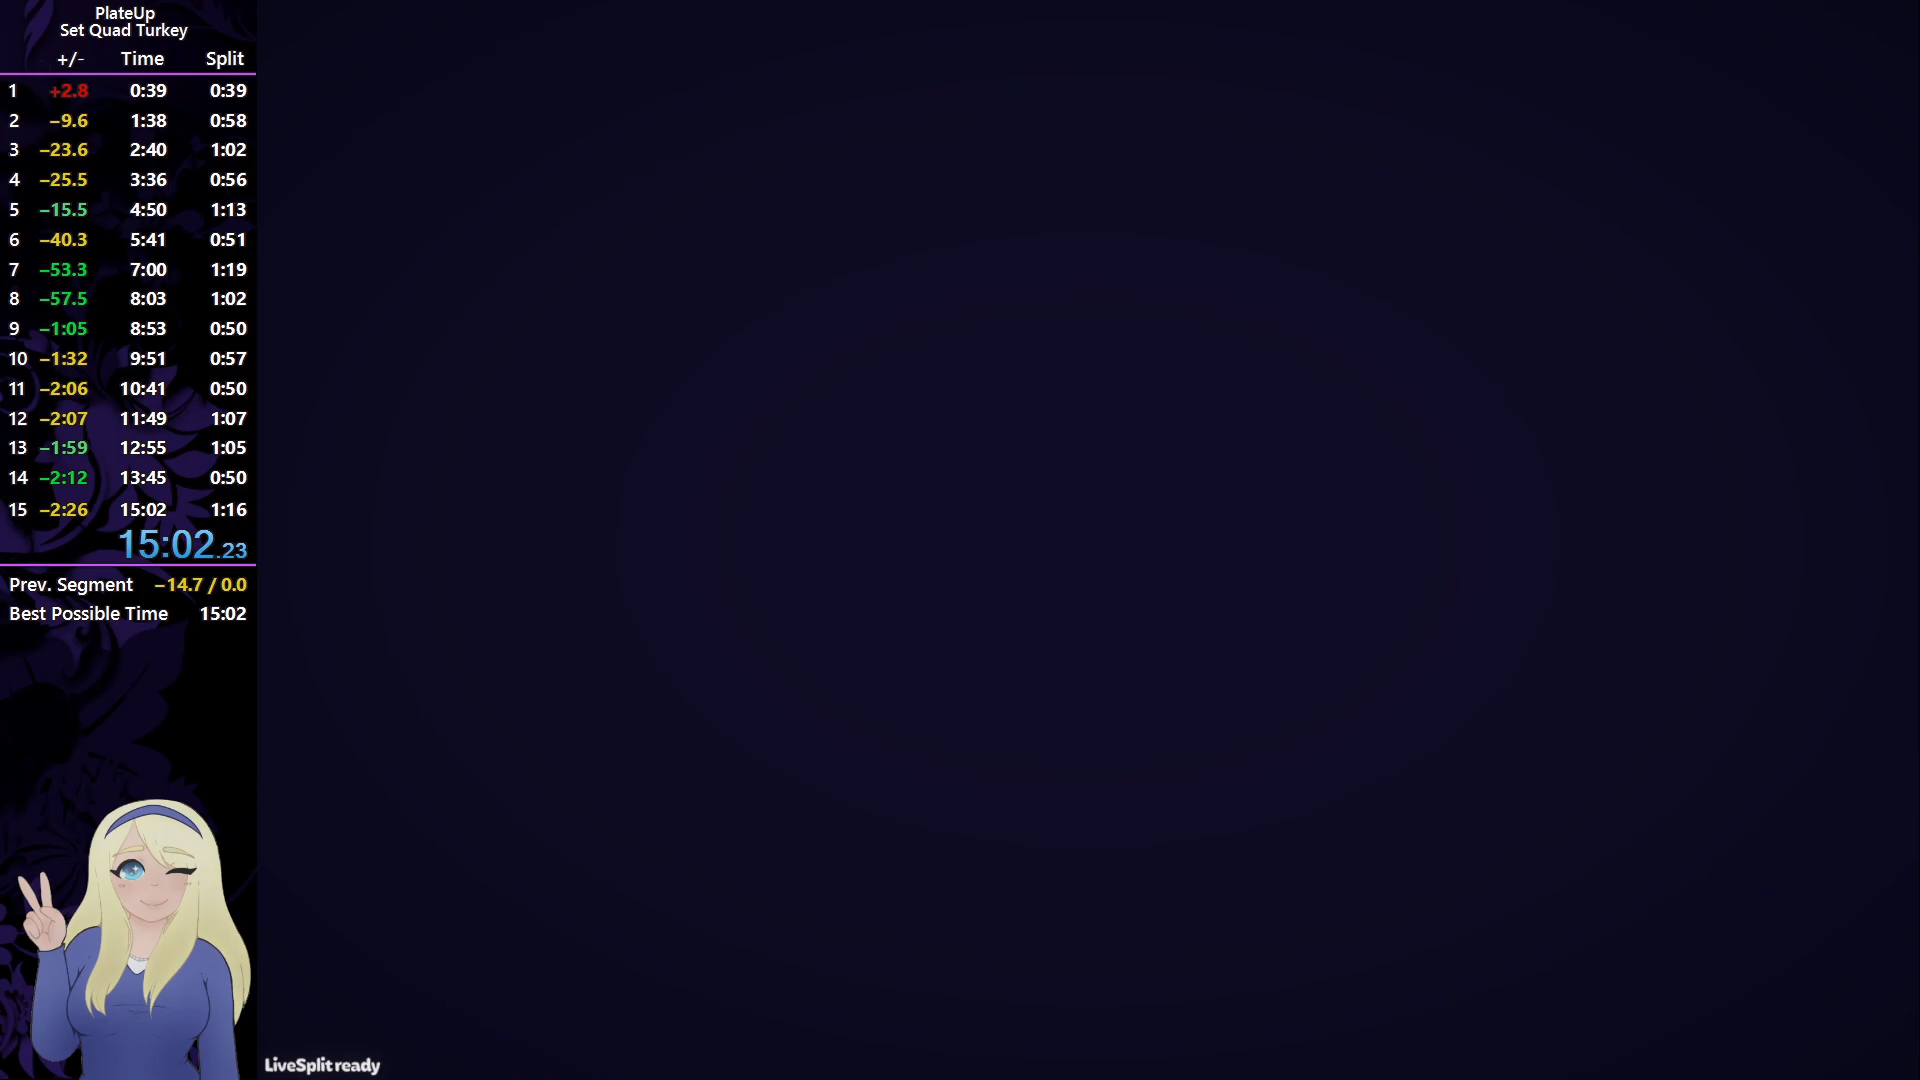 PlateUp
Set Quad Turkey
+/- Time Split
1 +2.8 0:39 0:39
2 −9.6 1:38 0:58
3 −23.6 2:40 1:02
4 −25.5 3:36 0:56
5 −15.5 4:50 1:13
6 −40.3 5:41 0:51
7 −53.3 7:00 1:19
8 −57.5 8:03 1:02
9 −1:05 8:53 0:50
10 −1:32 9:51 0:57
11 −2:06 10:41 0:50
12 −2:07 11:49 1:07
13 −1:59 12:55 1:05
14 −2:12 13:45 0:50
15 −2:26 15:02 1:16
15:02.23
Prev. Segment −14.7 / 0.0
Best Possible Time 15:02
LiveSplit ready